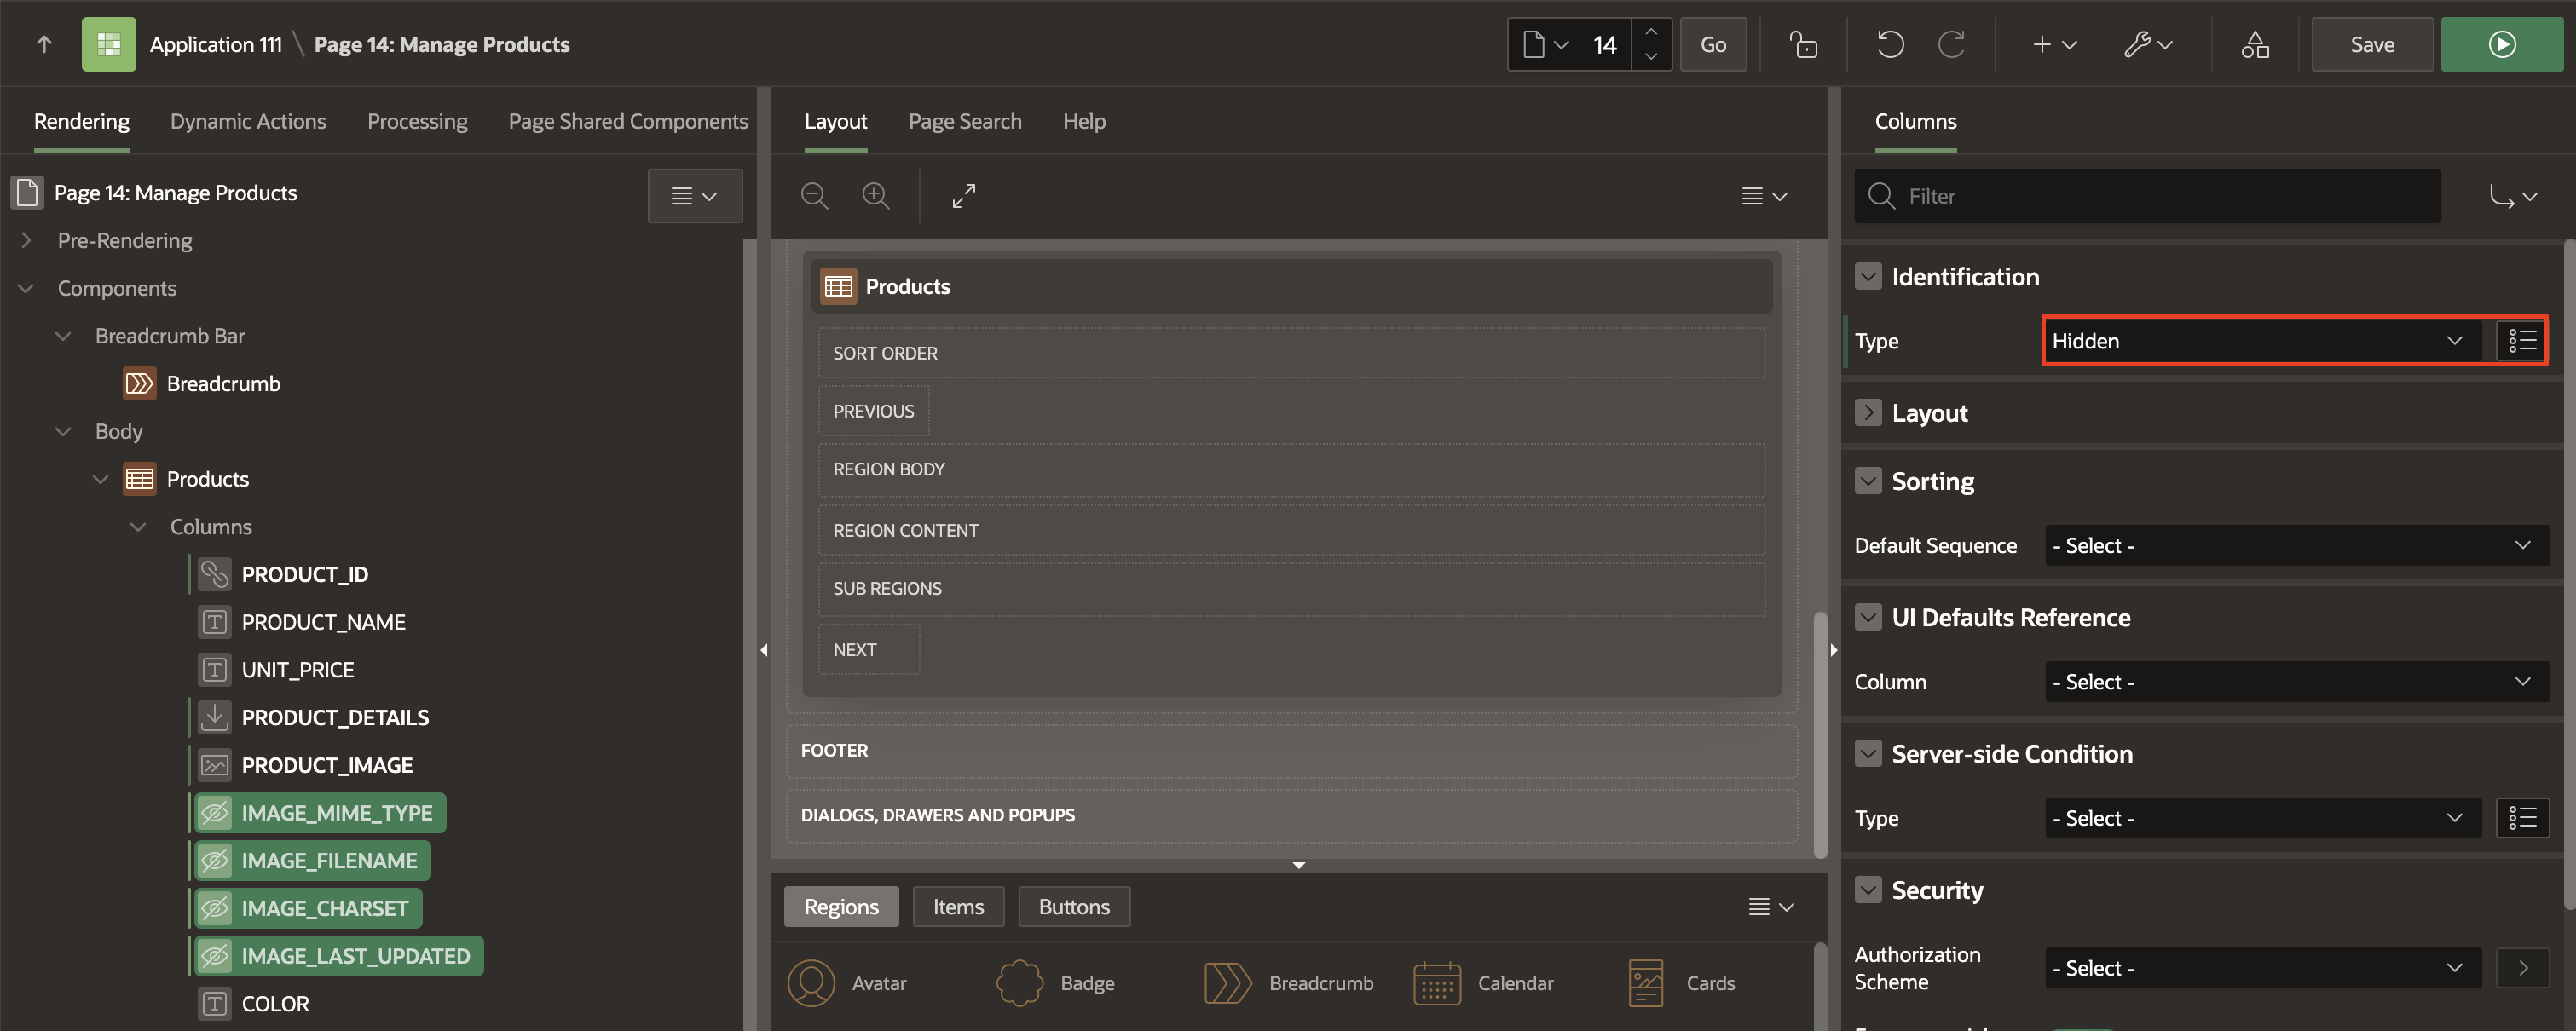 Application 111 \ Page 14: Manage Products
14
Go
Save
Rendering
Dynamic Actions
Processing
Page Shared Components
Page 14: Manage Products
Pre-Rendering
Components
Breadcrumb Bar
Breadcrumb
Body
Products
Columns
PRODUCT_ID
PRODUCT_NAME
UNIT_PRICE
PRODUCT_DETAILS
PRODUCT_IMAGE
IMAGE_MIME_TYPE
IMAGE_FILENAME
IMAGE_CHARSET
IMAGE_LAST_UPDATED
COLOR
Layout
Page Search
Help
Products
SORT ORDER
PREVIOUS
REGION BODY
REGION CONTENT
SUB REGIONS
NEXT
FOOTER
DIALOGS, DRAWERS AND POPUPS
Regions
Items
Buttons
Avatar
Badge
Breadcrumb
Calendar
Cards
Columns
Filter
Identification
Type
Hidden
Layout
Sorting
Default Sequence
- Select -
UI Defaults Reference
Column
- Select -
Server-side Condition
Type
- Select -
Security
Authorization
Scheme
- Select -